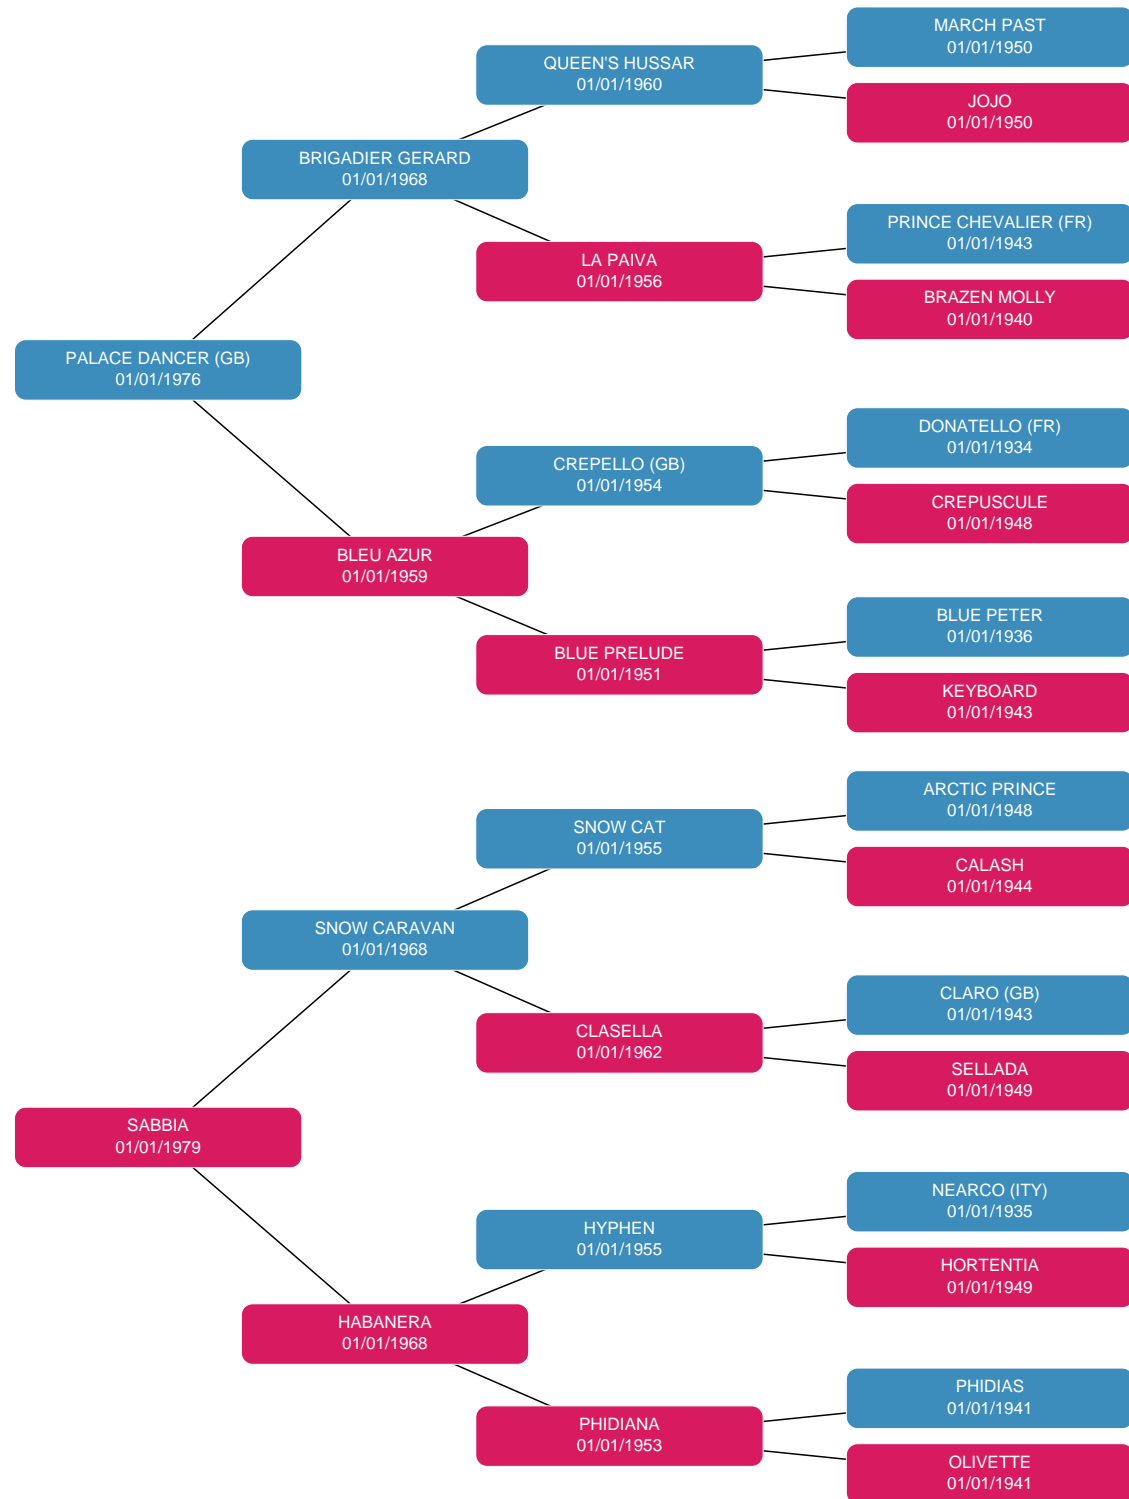 MARCH PAST
01/01/1950
QUEEN'S HUSSAR
01/01/1960
JOJO
01/01/1950
BRIGADIER GERARD
01/01/1968
PRINCE CHEVALIER (FR)
01/01/1943
LA PAIVA
01/01/1956
BRAZEN MOLLY
01/01/1940
PALACE DANCER (GB)
01/01/1976
DONATELLO (FR)
01/01/1934
CREPELLO (GB)
01/01/1954
CREPUSCULE
01/01/1948
BLEU AZUR
01/01/1959
BLUE PETER
01/01/1936
BLUE PRELUDE
01/01/1951
KEYBOARD
01/01/1943
ARCTIC PRINCE
01/01/1948
SNOW CAT
01/01/1955
CALASH
01/01/1944
SNOW CARAVAN
01/01/1968
CLARO (GB)
01/01/1943
CLASELLA
01/01/1962
SELLADA
01/01/1949
SABBIA
01/01/1979
NEARCO (ITY)
01/01/1935
HYPHEN
01/01/1955
HORTENTIA
01/01/1949
HABANERA
01/01/1968
PHIDIAS
01/01/1941
PHIDIANA
01/01/1953
OLIVETTE
01/01/1941